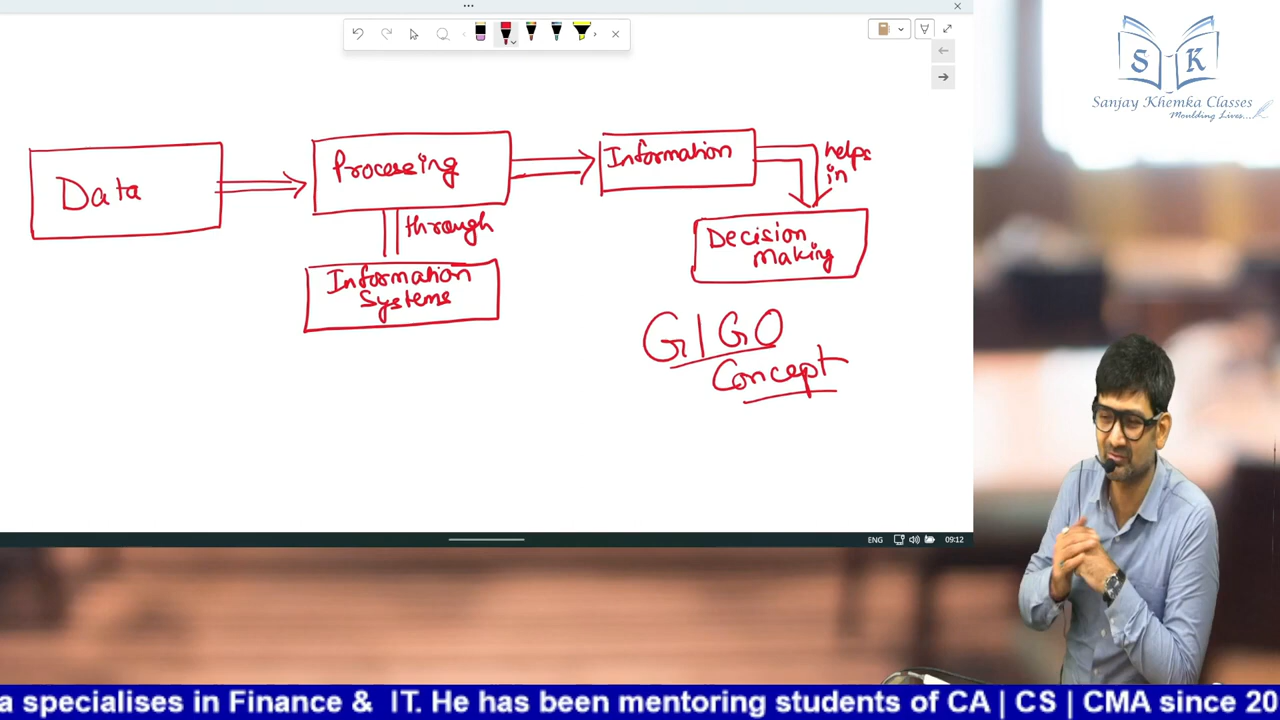 S K
Sanjay Khemka Classes
Moulding Lives...
Data
Processing
Information
helps
in
through
Decision
Making
Information
Systems
GIGO
Concept
ENG
09:12
a specialises in Finance & IT. He has been mentoring students of CA | CS | CMA since 20